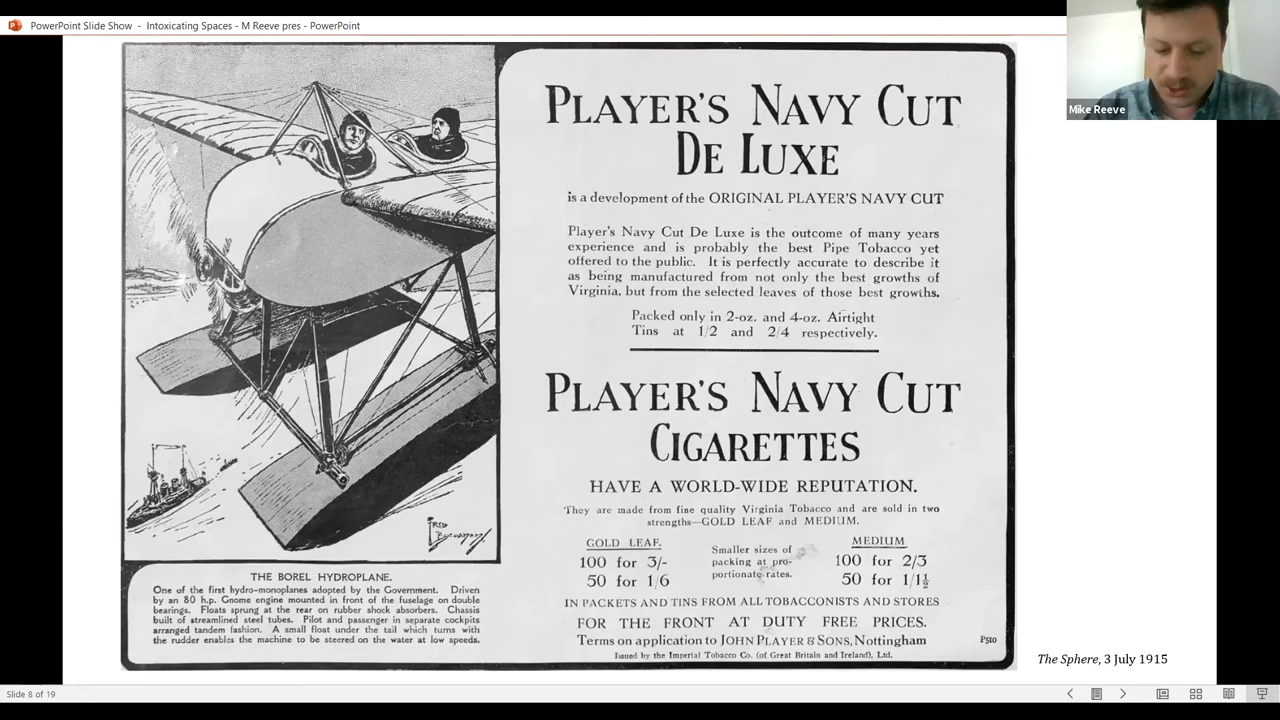 PowerPoint Slide Show - Intoxicating Spaces - M Reeve pres - PowerPoint
Mike Reeve
PLAYER'S NAVY CUT
DE LUXE
is a development of the ORIGINAL PLAYER'S NAVY CUT
Player's Navy Cut De Luxe is the outcome of many years
experience and is probably the best Pipe Tobacco yet
offered to the public. It is perfectly accurate to describe it
as being manufactured from not only the best growths of
Virginia, but from the selected leaves of those best growths.
Packed only in 2-oz. and 4-oz. Airtight
Tins at 1/2 and 2/4 respectively.
PLAYER'S NAVY CUT
CIGARETTES
HAVE A WORLD-WIDE REPUTATION.
They are made from fine quality Virginia Tobacco and are sold in two
strengths—GOLD LEAF and MEDIUM.
GOLD LEAF.
100 for 3/-
50 for 1/6
Smaller sizes of
packing at pro-
portionate rates.
MEDIUM
100 for 2/3
50 for 1/1½
IN PACKETS AND TINS FROM ALL TOBACCONISTS AND STORES
FOR THE FRONT AT DUTY FREE PRICES.
Terms on application to JOHN PLAYER & SONS, Nottingham
P510
Issued by the Imperial Tobacco Co. (of Great Britain and Ireland), Ltd.
FRED
THE BOREL HYDROPLANE.
One of the first hydro-monoplanes adopted by the Government. Driven
by an 80 h.p. Gnome engine mounted in front of the fuselage on double
bearings. Floats sprung at the rear on rubber shock absorbers. Chassis
built of streamlined steel tubes. Pilot and passenger in separate cockpits
arranged tandem fashion. A small float under the tail which turns with
the rudder enables the machine to be steered on the water at low speeds.
The Sphere, 3 July 1915
Slide 8 of 19